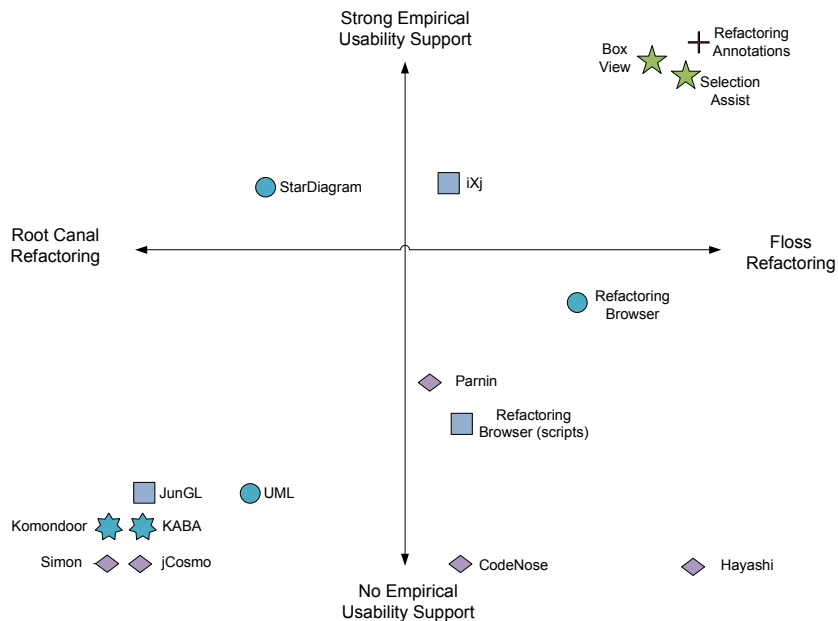 Strong Empirical
Usability Support
Refactoring
Annotations
Box
View
Selection
Assist
StarDiagram
iXj
Root Canal
Refactoring
Floss
Refactoring
Refactoring
Browser
Parnin
Refactoring
Browser (scripts)
JunGL
UML
Komondoor
KABA
Simon
jCosmo
CodeNose
Hayashi
No Empirical
Usability Support